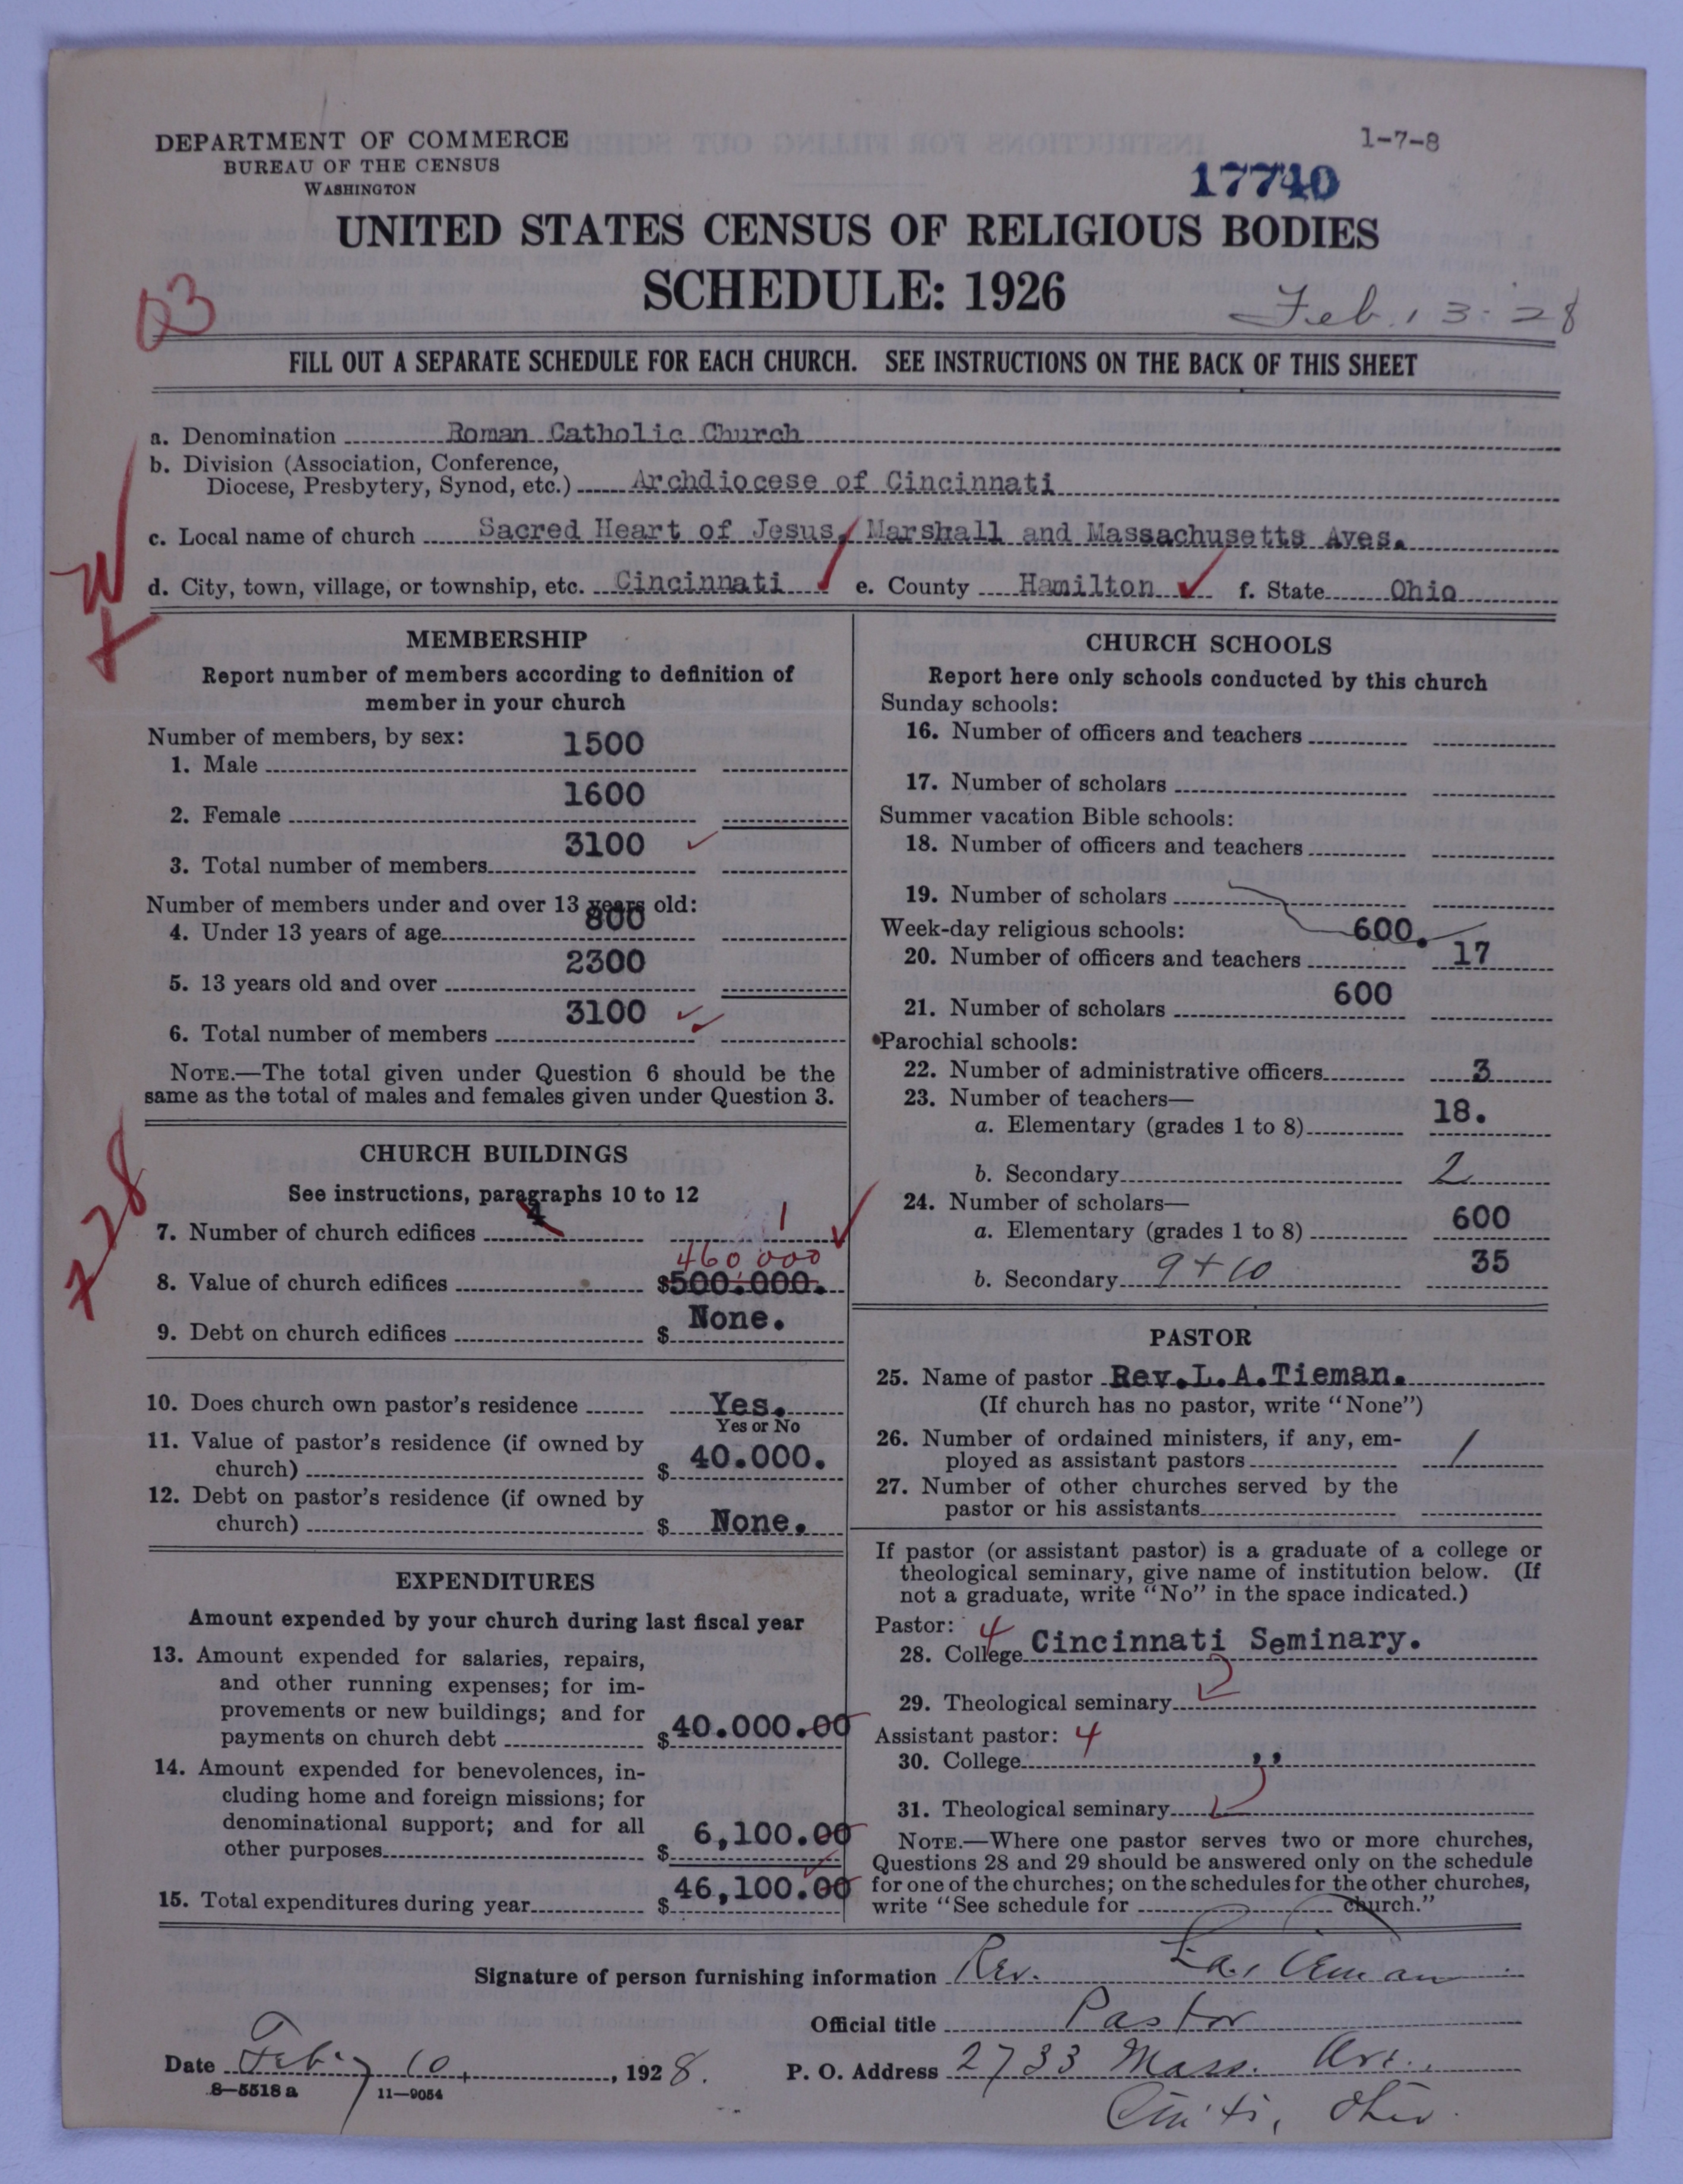 DEPARTMENT OF COMMERCE
BUREAU OF THE CENSUS
WASHINGTON
1-7-8
17740
UNITED STATES CENSUS OF RELIGIOUS BODIES
SCHEDULE: 1926
Feb. 13. 28
FILL OUT A SEPARATE SCHEDULE FOR EACH CHURCH. SEE INSTRUCTIONS ON THE BACK OF THIS SHEET
a. Denomination Roman Catholic Church
b. Division (Association, Conference,
Diocese, Presbytery, Synod, etc.) Archdiocese of Cincinnati
c. Local name of church Sacred Heart of Jesus, Marshall and Massachusetts Aves.
d. City, town, village, or township, etc. Cincinnati e. County Hamilton f. State Ohio
MEMBERSHIP
Report number of members according to definition of
member in your church
Number of members, by sex:
1. Male 1500
2. Female 1600
3. Total number of members 3100
Number of members under and over 13 years old:
4. Under 13 years of age 800
5. 13 years old and over 2300
6. Total number of members 3100
NOTE.—The total given under Question 6 should be the
same as the total of males and females given under Question 3.
CHURCH BUILDINGS
See instructions, paragraphs 10 to 12
7. Number of church edifices 4 1
460,000
8. Value of church edifices $500.000.
9. Debt on church edifices $ None.
10. Does church own pastor's residence Yes.
Yes or No
11. Value of pastor's residence (if owned by
church) $ 40.000.
12. Debt on pastor's residence (if owned by
church) $ None.
EXPENDITURES
Amount expended by your church during last fiscal year
13. Amount expended for salaries, repairs,
and other running expenses; for im-
provements or new buildings; and for
payments on church debt $40.000.00
14. Amount expended for benevolences, in-
cluding home and foreign missions; for
denominational support; and for all
other purposes $ 6,100.00
15. Total expenditures during year $46,100.00
CHURCH SCHOOLS
Report here only schools conducted by this church
Sunday schools:
16. Number of officers and teachers
17. Number of scholars
Summer vacation Bible schools:
18. Number of officers and teachers
19. Number of scholars
Week-day religious schools: 600.
20. Number of officers and teachers 17
21. Number of scholars 600
Parochial schools:
22. Number of administrative officers 3
23. Number of teachers—
a. Elementary (grades 1 to 8) 18.
b. Secondary 2
24. Number of scholars—
a. Elementary (grades 1 to 8) 600
b. Secondary 9 + 10 35
PASTOR
25. Name of pastor Rev.L.A.Tieman.
(If church has no pastor, write "None")
26. Number of ordained ministers, if any, em-
ployed as assistant pastors 1
27. Number of other churches served by the
pastor or his assistants
If pastor (or assistant pastor) is a graduate of a college or
theological seminary, give name of institution below. (If
not a graduate, write "No" in the space indicated.)
Pastor: 4
28. College Cincinnati Seminary.
29. Theological seminary
Assistant pastor: 4
30. College ,,
31. Theological seminary
NOTE.—Where one pastor serves two or more churches,
Questions 28 and 29 should be answered only on the schedule
for one of the churches; on the schedules for the other churches,
write "See schedule for church."
Signature of person furnishing information Rev. L. A. Tieman
Official title Pastor
Date Feb. 10, 1928. P. O. Address 2733 Mass. Ave.,
8—5518 a 11—9054
Cin'ti, Ohio.